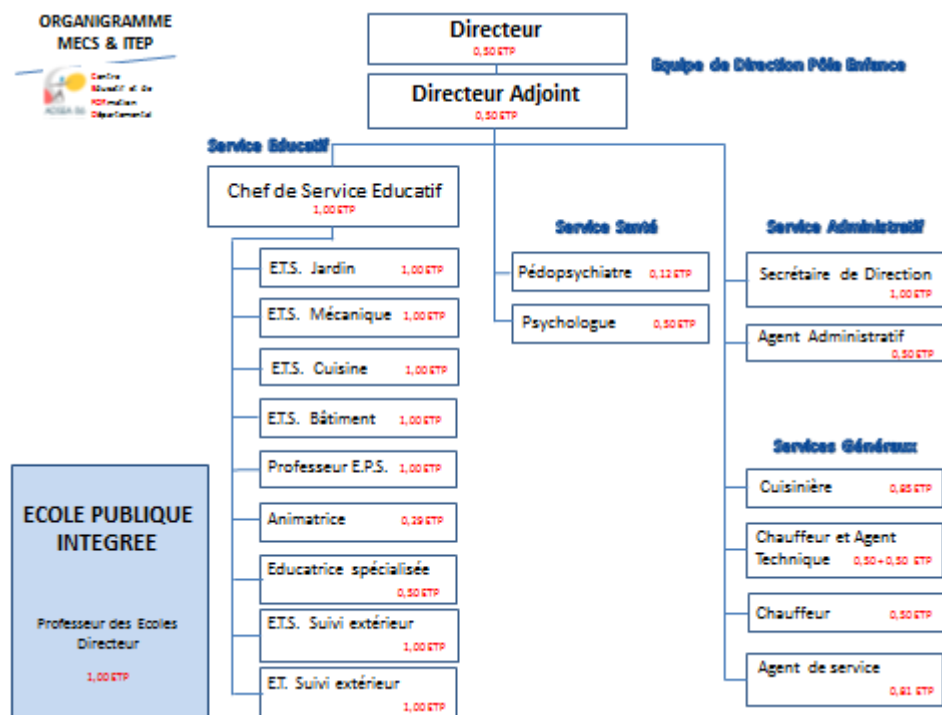 ORGANIGRAMME
MECS & ITEP
Centre
Educatif et de
FORmation
Départemental
Directeur
0,50 ETP
Directeur Adjoint
0,50 ETP
Equipe de Direction Pôle Enfance
Service Educatif
Chef de Service Educatif
1,00 ETP
E.T.S. Jardin 1,00 ETP
E.T.S. Mécanique 1,00 ETP
E.T.S. Cuisine 1,00 ETP
E.T.S. Bâtiment 1,00 ETP
Professeur E.P.S. 1,00 ETP
Animatrice 0,29 ETP
Educatrice spécialisée
0,50 ETP
E.T.S. Suivi extérieur
1,00 ETP
E.T. Suivi extérieur
1,00 ETP
Service Santé
Pédopsychiatre 0,12 ETP
Psychologue 0,50 ETP
Service Administratif
Secrétaire de Direction
1,00 ETP
Agent Administratif
0,50 ETP
Services Généraux
Cuisinière 0,85 ETP
Chauffeur et Agent
Technique 0,50+0,50 ETP
Chauffeur 0,50 ETP
Agent de service
0,81 ETP
ECOLE PUBLIQUE
INTEGREE
Professeur des Ecoles
Directeur
1,00 ETP